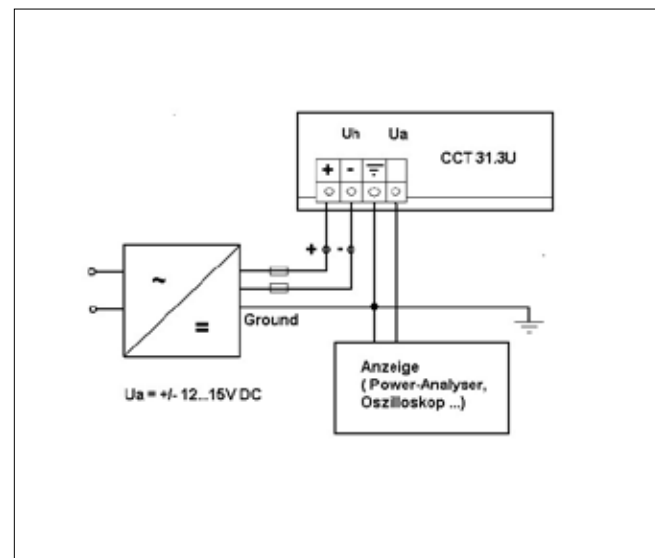 Uh Ua
CCT 31.3U
+ -
+ -
~
=
Ground
Ua = +/- 12...15V DC
Anzeige
( Power-Analyser,
Oszilloskop ...)